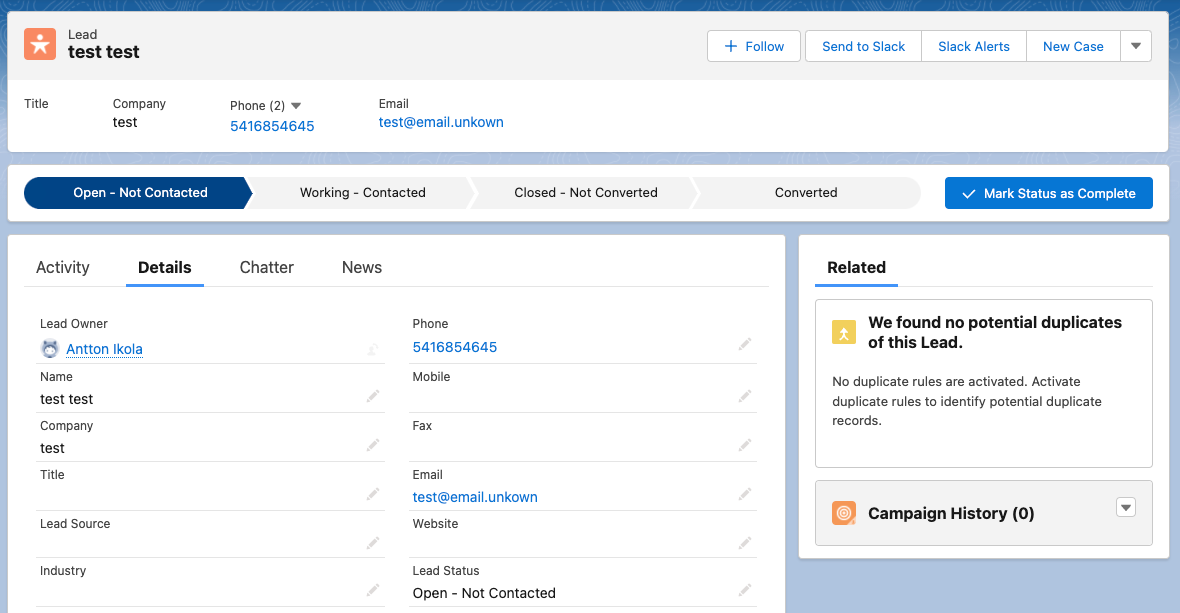 Lead
test test
Follow
Send to Slack
Slack Alerts
New Case
Title
Company
Phone (2)
Email
test
5416854645
test@email.unkown
Open - Not Contacted
Working - Contacted
Closed - Not Converted
Converted
Mark Status as Complete
Activity
Details
Chatter
News
Lead Owner
Antton Ikola
Name
test test
Company
test
Title
Lead Source
Industry
Phone
5416854645
Mobile
Fax
Email
test@email.unkown
Website
Lead Status
Open - Not Contacted
Related
We found no potential duplicates
of this Lead.
No duplicate rules are activated. Activate
duplicate rules to identify potential duplicate
records.
Campaign History (0)